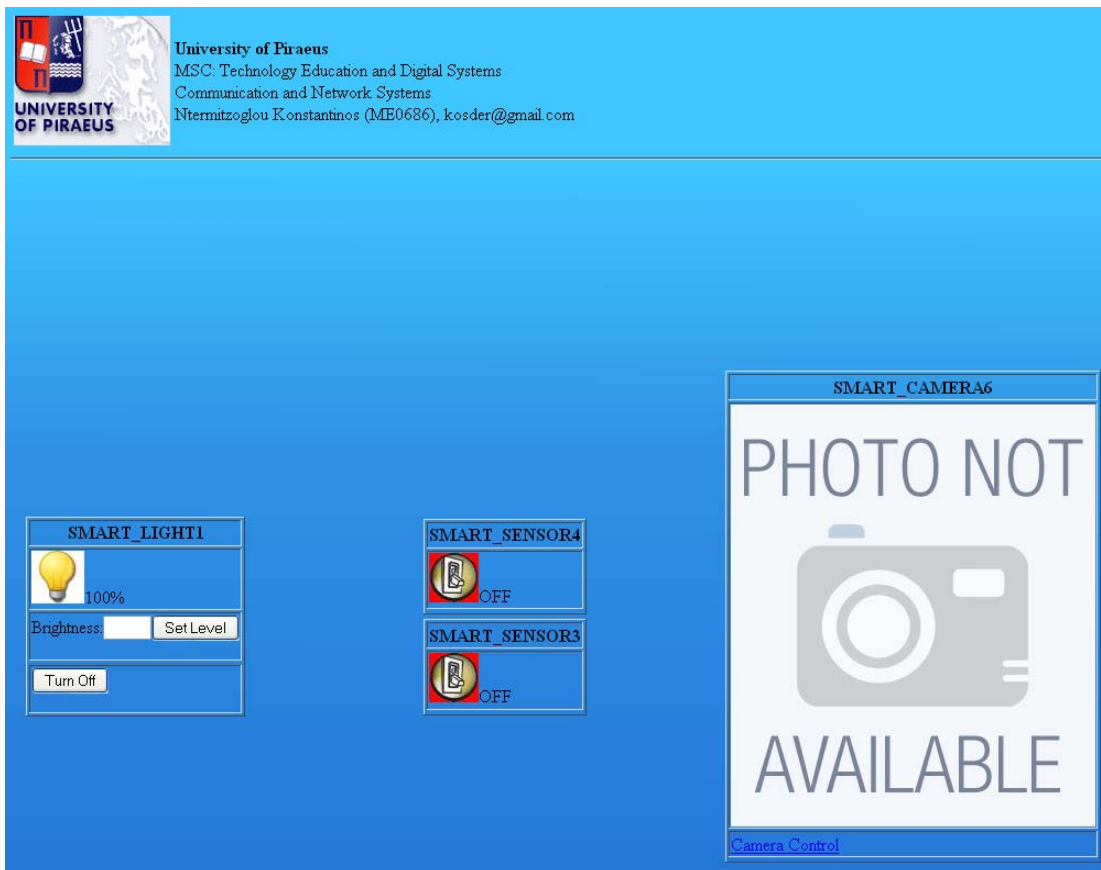 Π
Π
UNIVERSITY
OF PIRAEUS
University of Piraeus
MSC: Technology Education and Digital Systems
Communication and Network Systems
Ntermitzoglou Konstantinos (ME0686), kosder@gmail.com
SMART_LIGHT1
100%
Brightness: Set Level
Turn Off
SMART_SENSOR4
OFF
SMART_SENSOR3
OFF
SMART_CAMERA6
PHOTO NOT
AVAILABLE
Camera Control